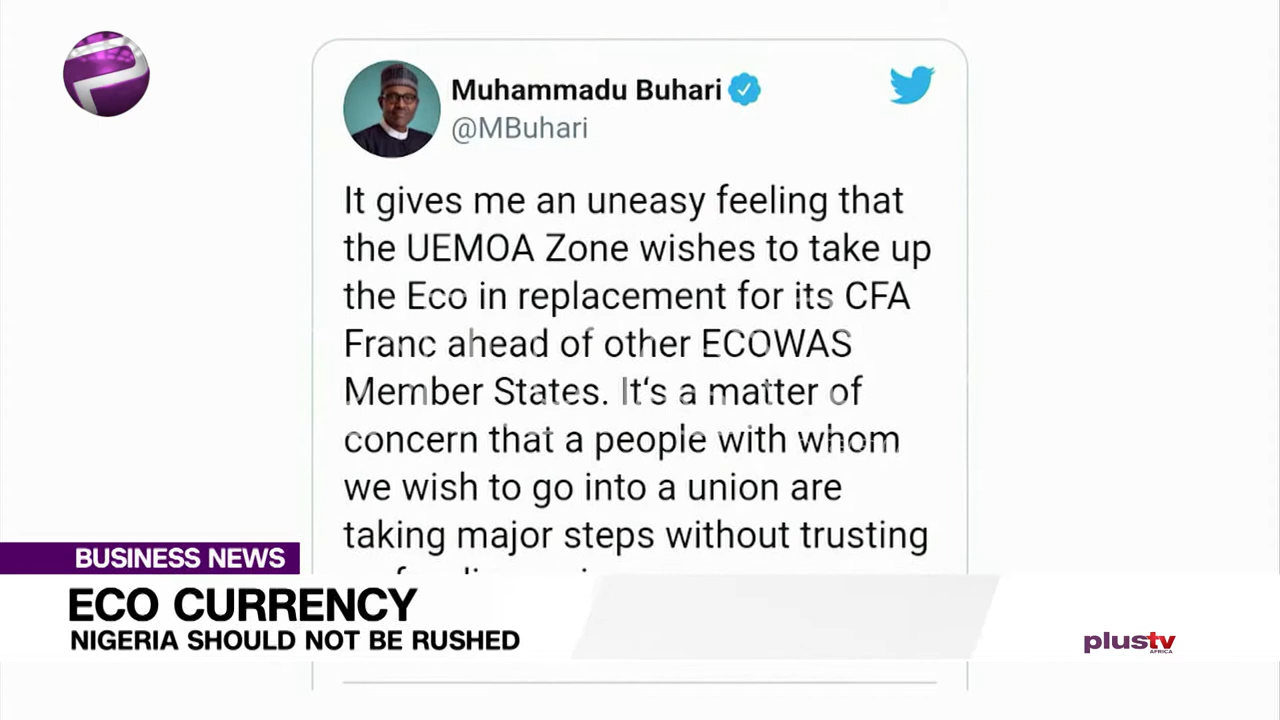 Muhammadu Buhari
@MBuhari
It gives me an uneasy feeling that
the UEMOA Zone wishes to take up
the Eco in replacement for its CFA
Franc ahead of other ECOWAS
Member States. It‘s a matter of
concern that a people with whom
we wish to go into a union are
taking major steps without trusting
BUSINESS NEWS
ECO CURRENCY
NIGERIA SHOULD NOT BE RUSHED
plustv
AFRICA